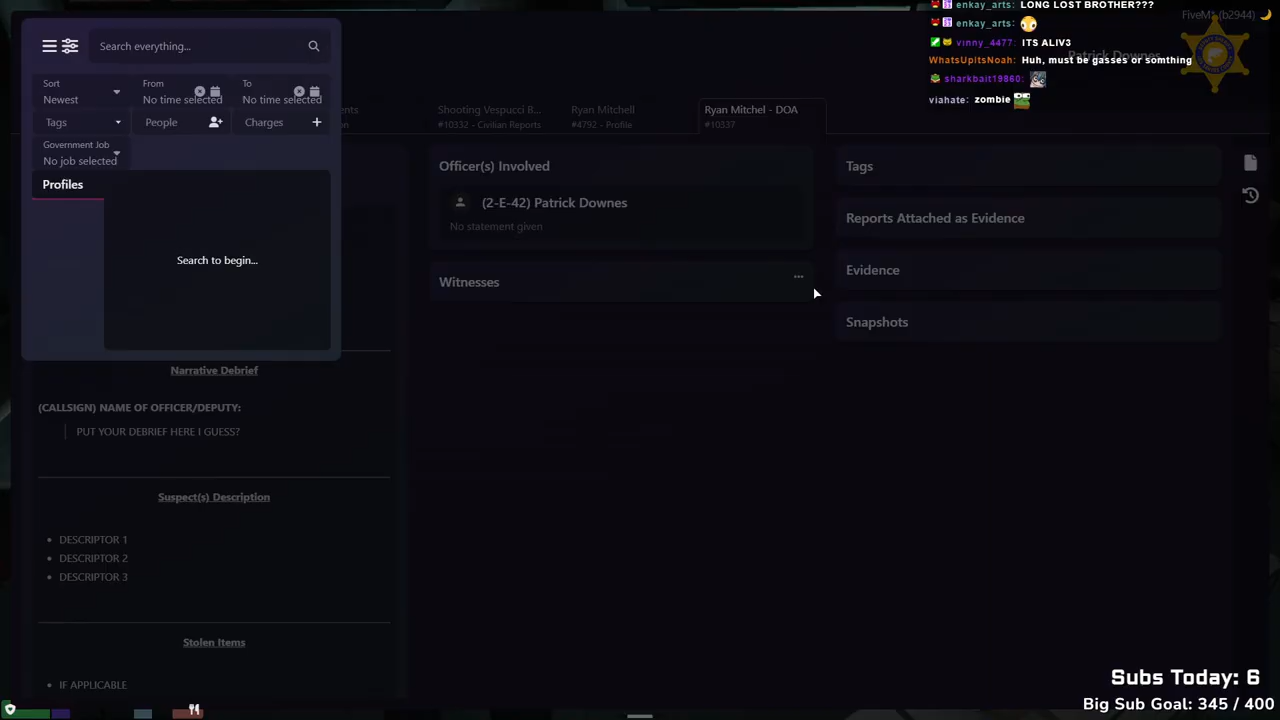 enkay_arts: LONG LOST BROTHER???
enkay_arts:
vinny_4477: ITS ALIV3
WhatsUpitsNoah: Huh, must be gasses or somthing
sharkbait19860:
viahate: zombie
FiveM® (b2944)
Patrick Downes
Search everything...
Sort
Newest
From
No time selected
To
No time selected
Tags
People
Charges
Government Job
No job selected
Profiles
Search to begin...
Shooting Vespucci B...
#10332 - Civilian Reports
Ryan Mitchell
#4792 - Profile
Ryan Mitchel - DOA
#10337
Officer(s) Involved
(2-E-42) Patrick Downes
No statement given
Witnesses
Tags
Reports Attached as Evidence
Evidence
Snapshots
Narrative Debrief
(CALLSIGN) NAME OF OFFICER/DEPUTY:
PUT YOUR DEBRIEF HERE I GUESS?
Suspect(s) Description
• DESCRIPTOR 1
• DESCRIPTOR 2
• DESCRIPTOR 3
Stolen Items
• IF APPLICABLE
Subs Today: 6
Big Sub Goal: 345 / 400